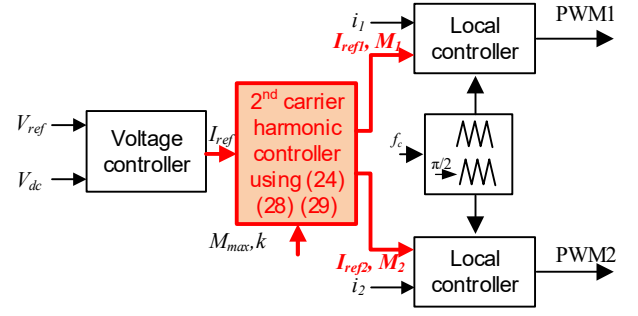 i1
Iref1, M1
Local
controller
PWM1
Vref
Vdc
Voltage
controller
Iref
2nd carrier
harmonic
controller
using (24)
(28) (29)
Mmax,k
fc
π/2
Iref2, M2
i2
Local
controller
PWM2